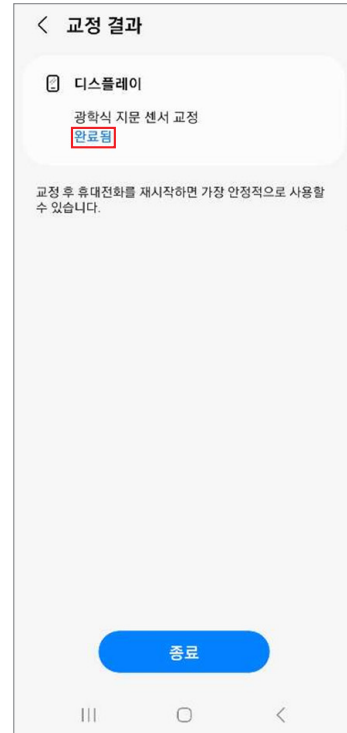 교정 결과
디스플레이
광학식 지문 센서 교정
완료됨
교정 후 휴대전화를 재시작하면 가장 안정적으로 사용할
수 있습니다.
종료